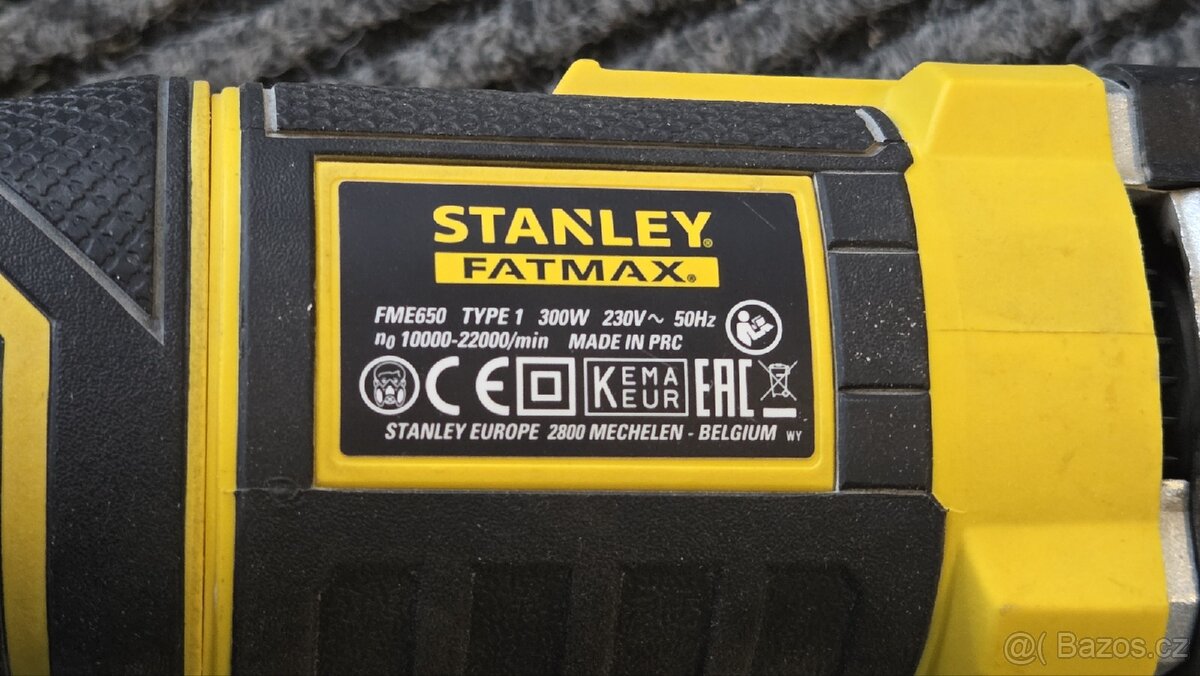 STANLEY®
FATMAX®
FME650 TYPE 1 300W 230V~ 50Hz
n0 10000-22000/min MADE IN PRC
CE KEMA KEUR EAC
STANLEY EUROPE 2800 MECHELEN - BELGIUM WY
@( Bazos.cz